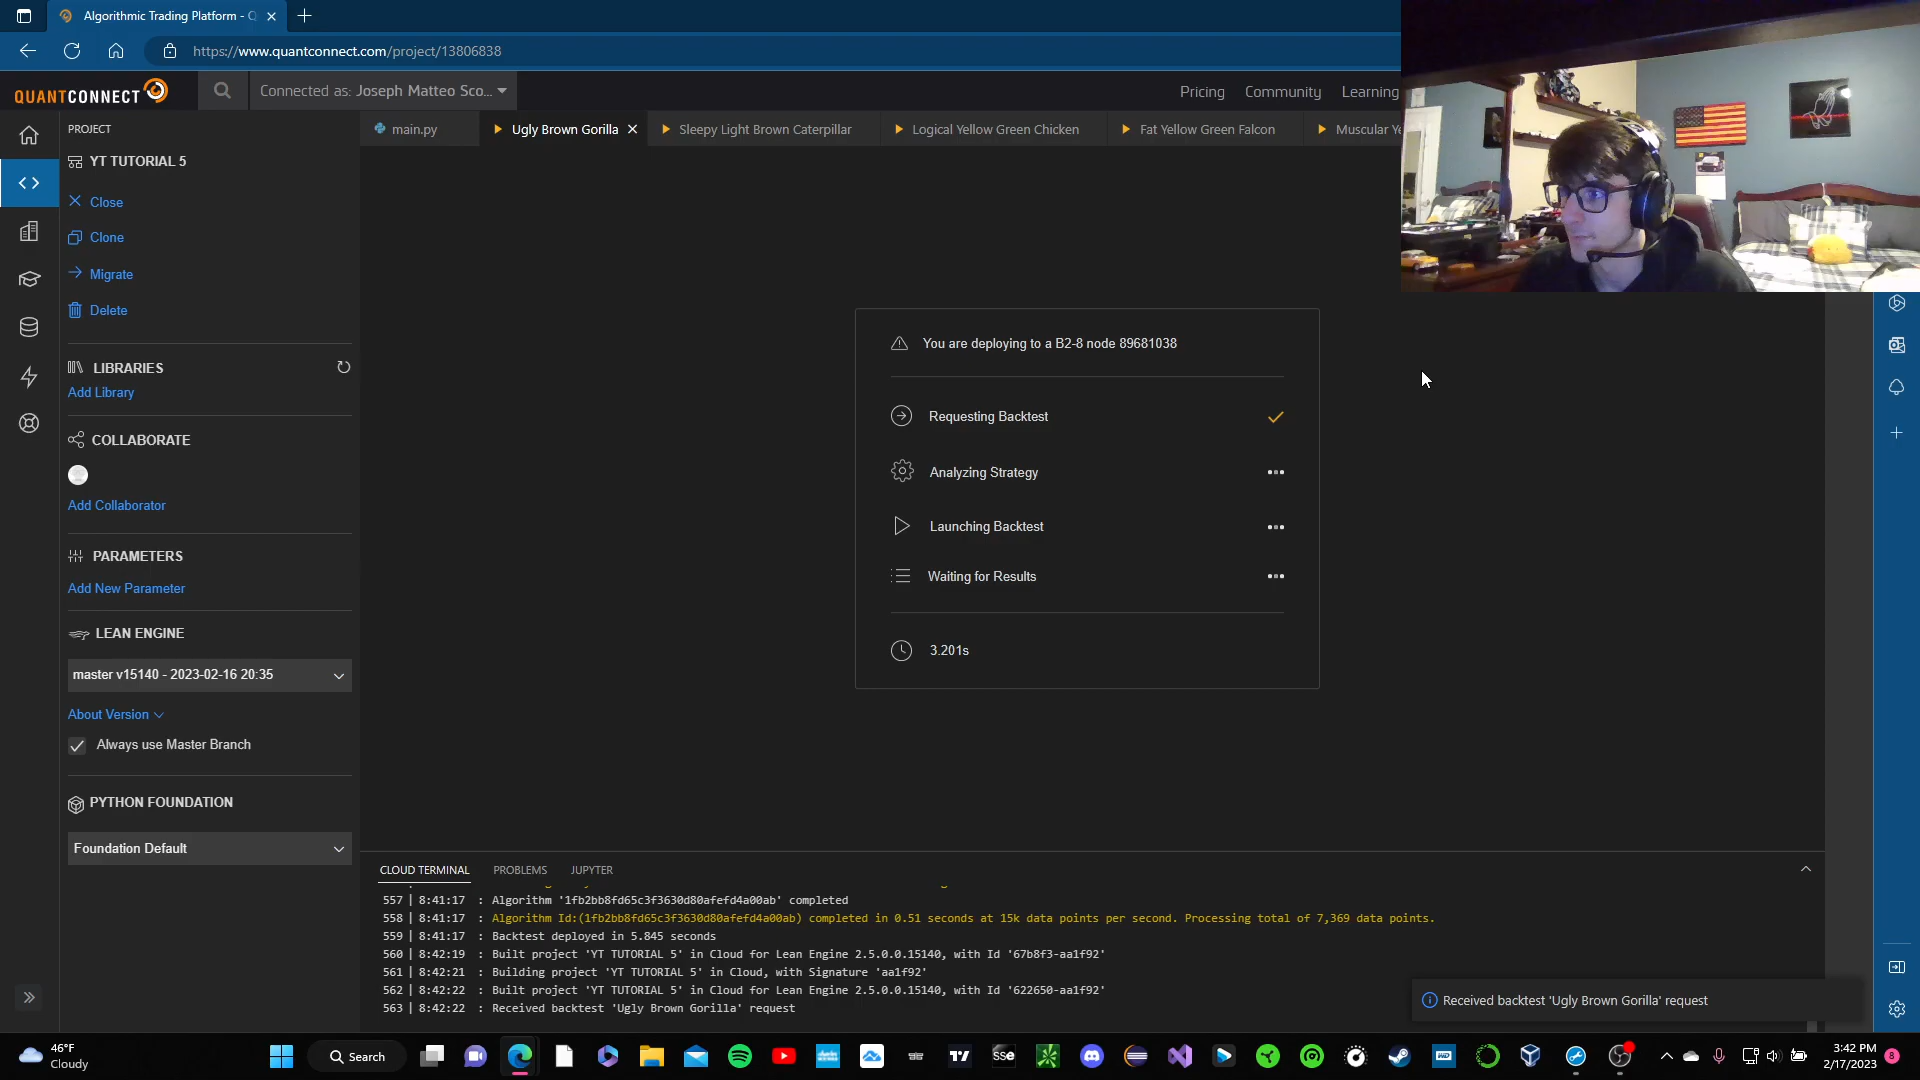 Algorithmic Trading Platform - Q
https://www.quantconnect.com/project/13806838
QUANTCONNECT
Connected as: Joseph Matteo Sco...
Pricing
Community
Learning
PROJECT
main.py
Ugly Brown Gorilla
Sleepy Light Brown Caterpillar
Logical Yellow Green Chicken
Fat Yellow Green Falcon
Muscular Ye
YT TUTORIAL 5
Close
Clone
Migrate
Delete
You are deploying to a B2-8 node 89681038
LIBRARIES
Add Library
Requesting Backtest
COLLABORATE
Analyzing Strategy
Add Collaborator
Launching Backtest
PARAMETERS
Waiting for Results
Add New Parameter
LEAN ENGINE
3.201s
master v15140 - 2023-02-16 20:35
About Version
Always use Master Branch
PYTHON FOUNDATION
Foundation Default
CLOUD TERMINAL
PROBLEMS
JUPYTER
557 | 8:41:17 : Algorithm '1fb2bb8fd65c3f3630d80afefd4a00ab' completed
558 | 8:41:17 : Algorithm Id:(1fb2bb8fd65c3f3630d80afefd4a00ab) completed in 0.51 seconds at 15k data points per second. Processing total of 7,369 data points.
559 | 8:41:17 : Backtest deployed in 5.845 seconds
560 | 8:42:19 : Built project 'YT TUTORIAL 5' in Cloud for Lean Engine 2.5.0.0.15140, with Id '67b8f3-aa1f92'
561 | 8:42:21 : Building project 'YT TUTORIAL 5' in Cloud, with Signature 'aa1f92'
562 | 8:42:22 : Built project 'YT TUTORIAL 5' in Cloud for Lean Engine 2.5.0.0.15140, with Id '622650-aa1f92'
563 | 8:42:22 : Received backtest 'Ugly Brown Gorilla' request
Received backtest 'Ugly Brown Gorilla' request
46°F
Cloudy
Search
SSe
WD
3:42 PM
2/17/2023
8